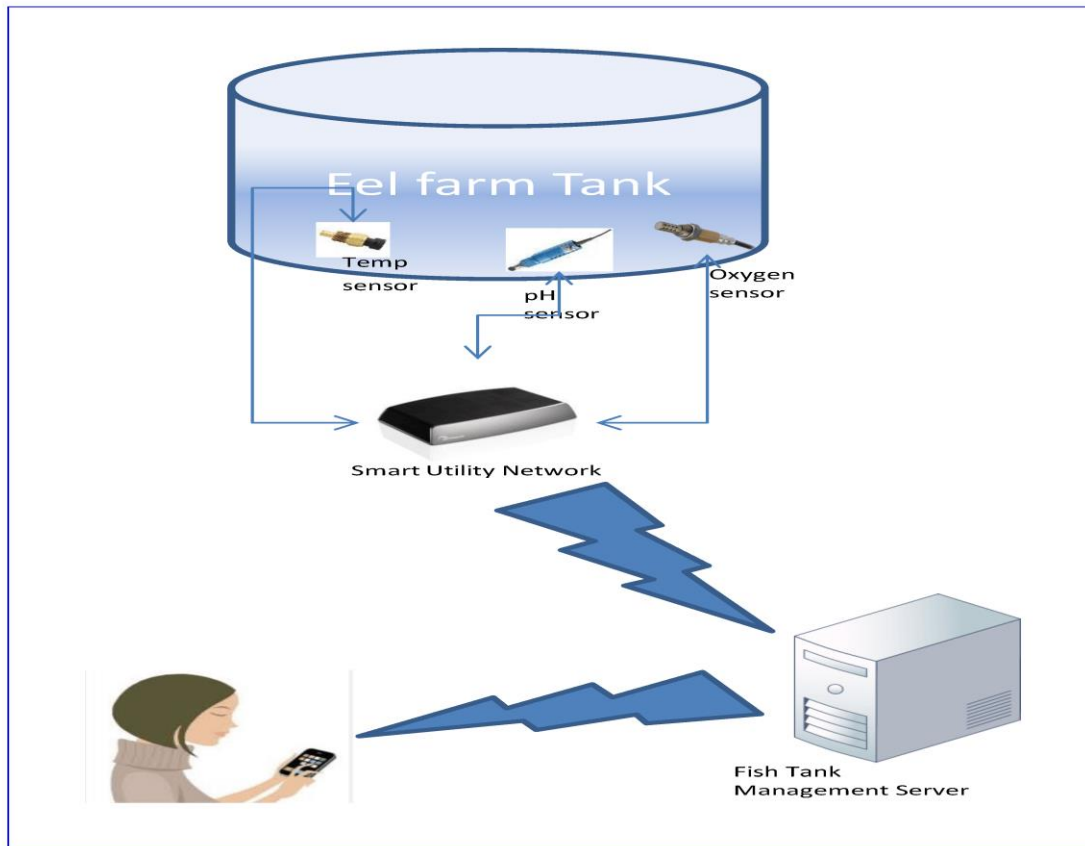 Eel farm Tank
Temp
sensor
pH
sensor
Oxygen
sensor
Smart Utility Network
Fish Tank
Management Server